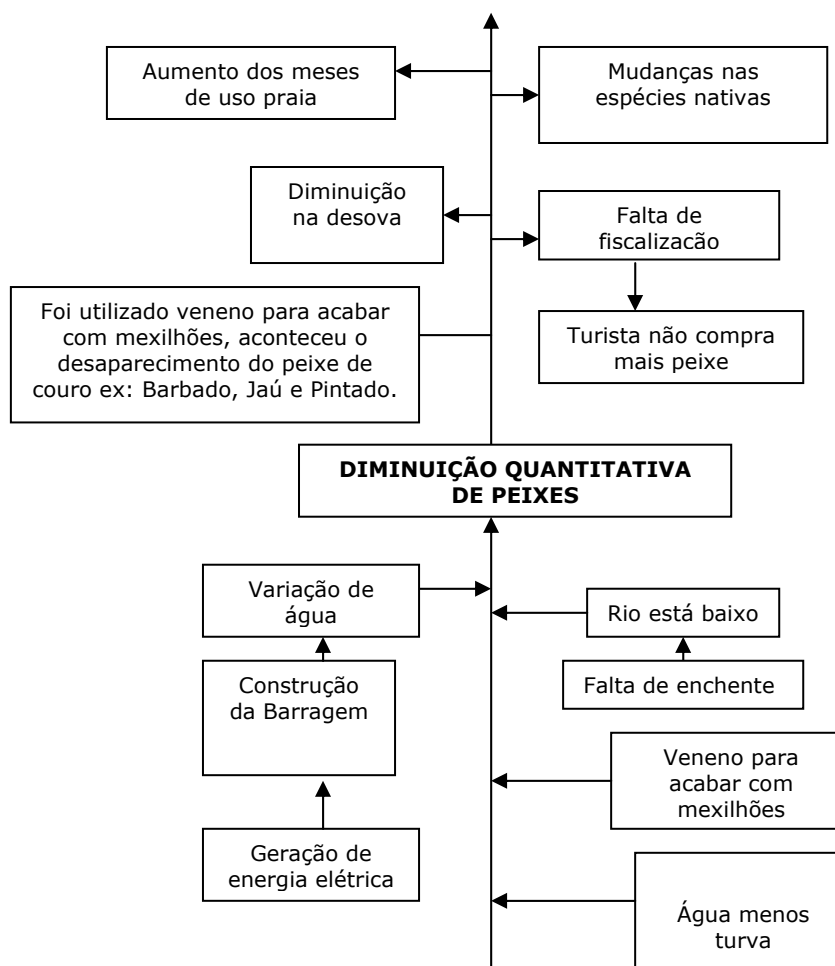 Aumento dos meses
de uso praia
Mudanças nas
espécies nativas
Diminuição
na desova
Falta de
fiscalizacão
Foi utilizado veneno para acabar
com mexilhões, aconteceu o
desaparecimento do peixe de
couro ex: Barbado, Jaú e Pintado.
Turista não compra
mais peixe
DIMINUIÇÃO QUANTITATIVA
DE PEIXES
Variação de
água
Rio está baixo
Construção
da Barragem
Falta de enchente
Veneno para
acabar com
mexilhões
Geração de
energia elétrica
Água menos
turva